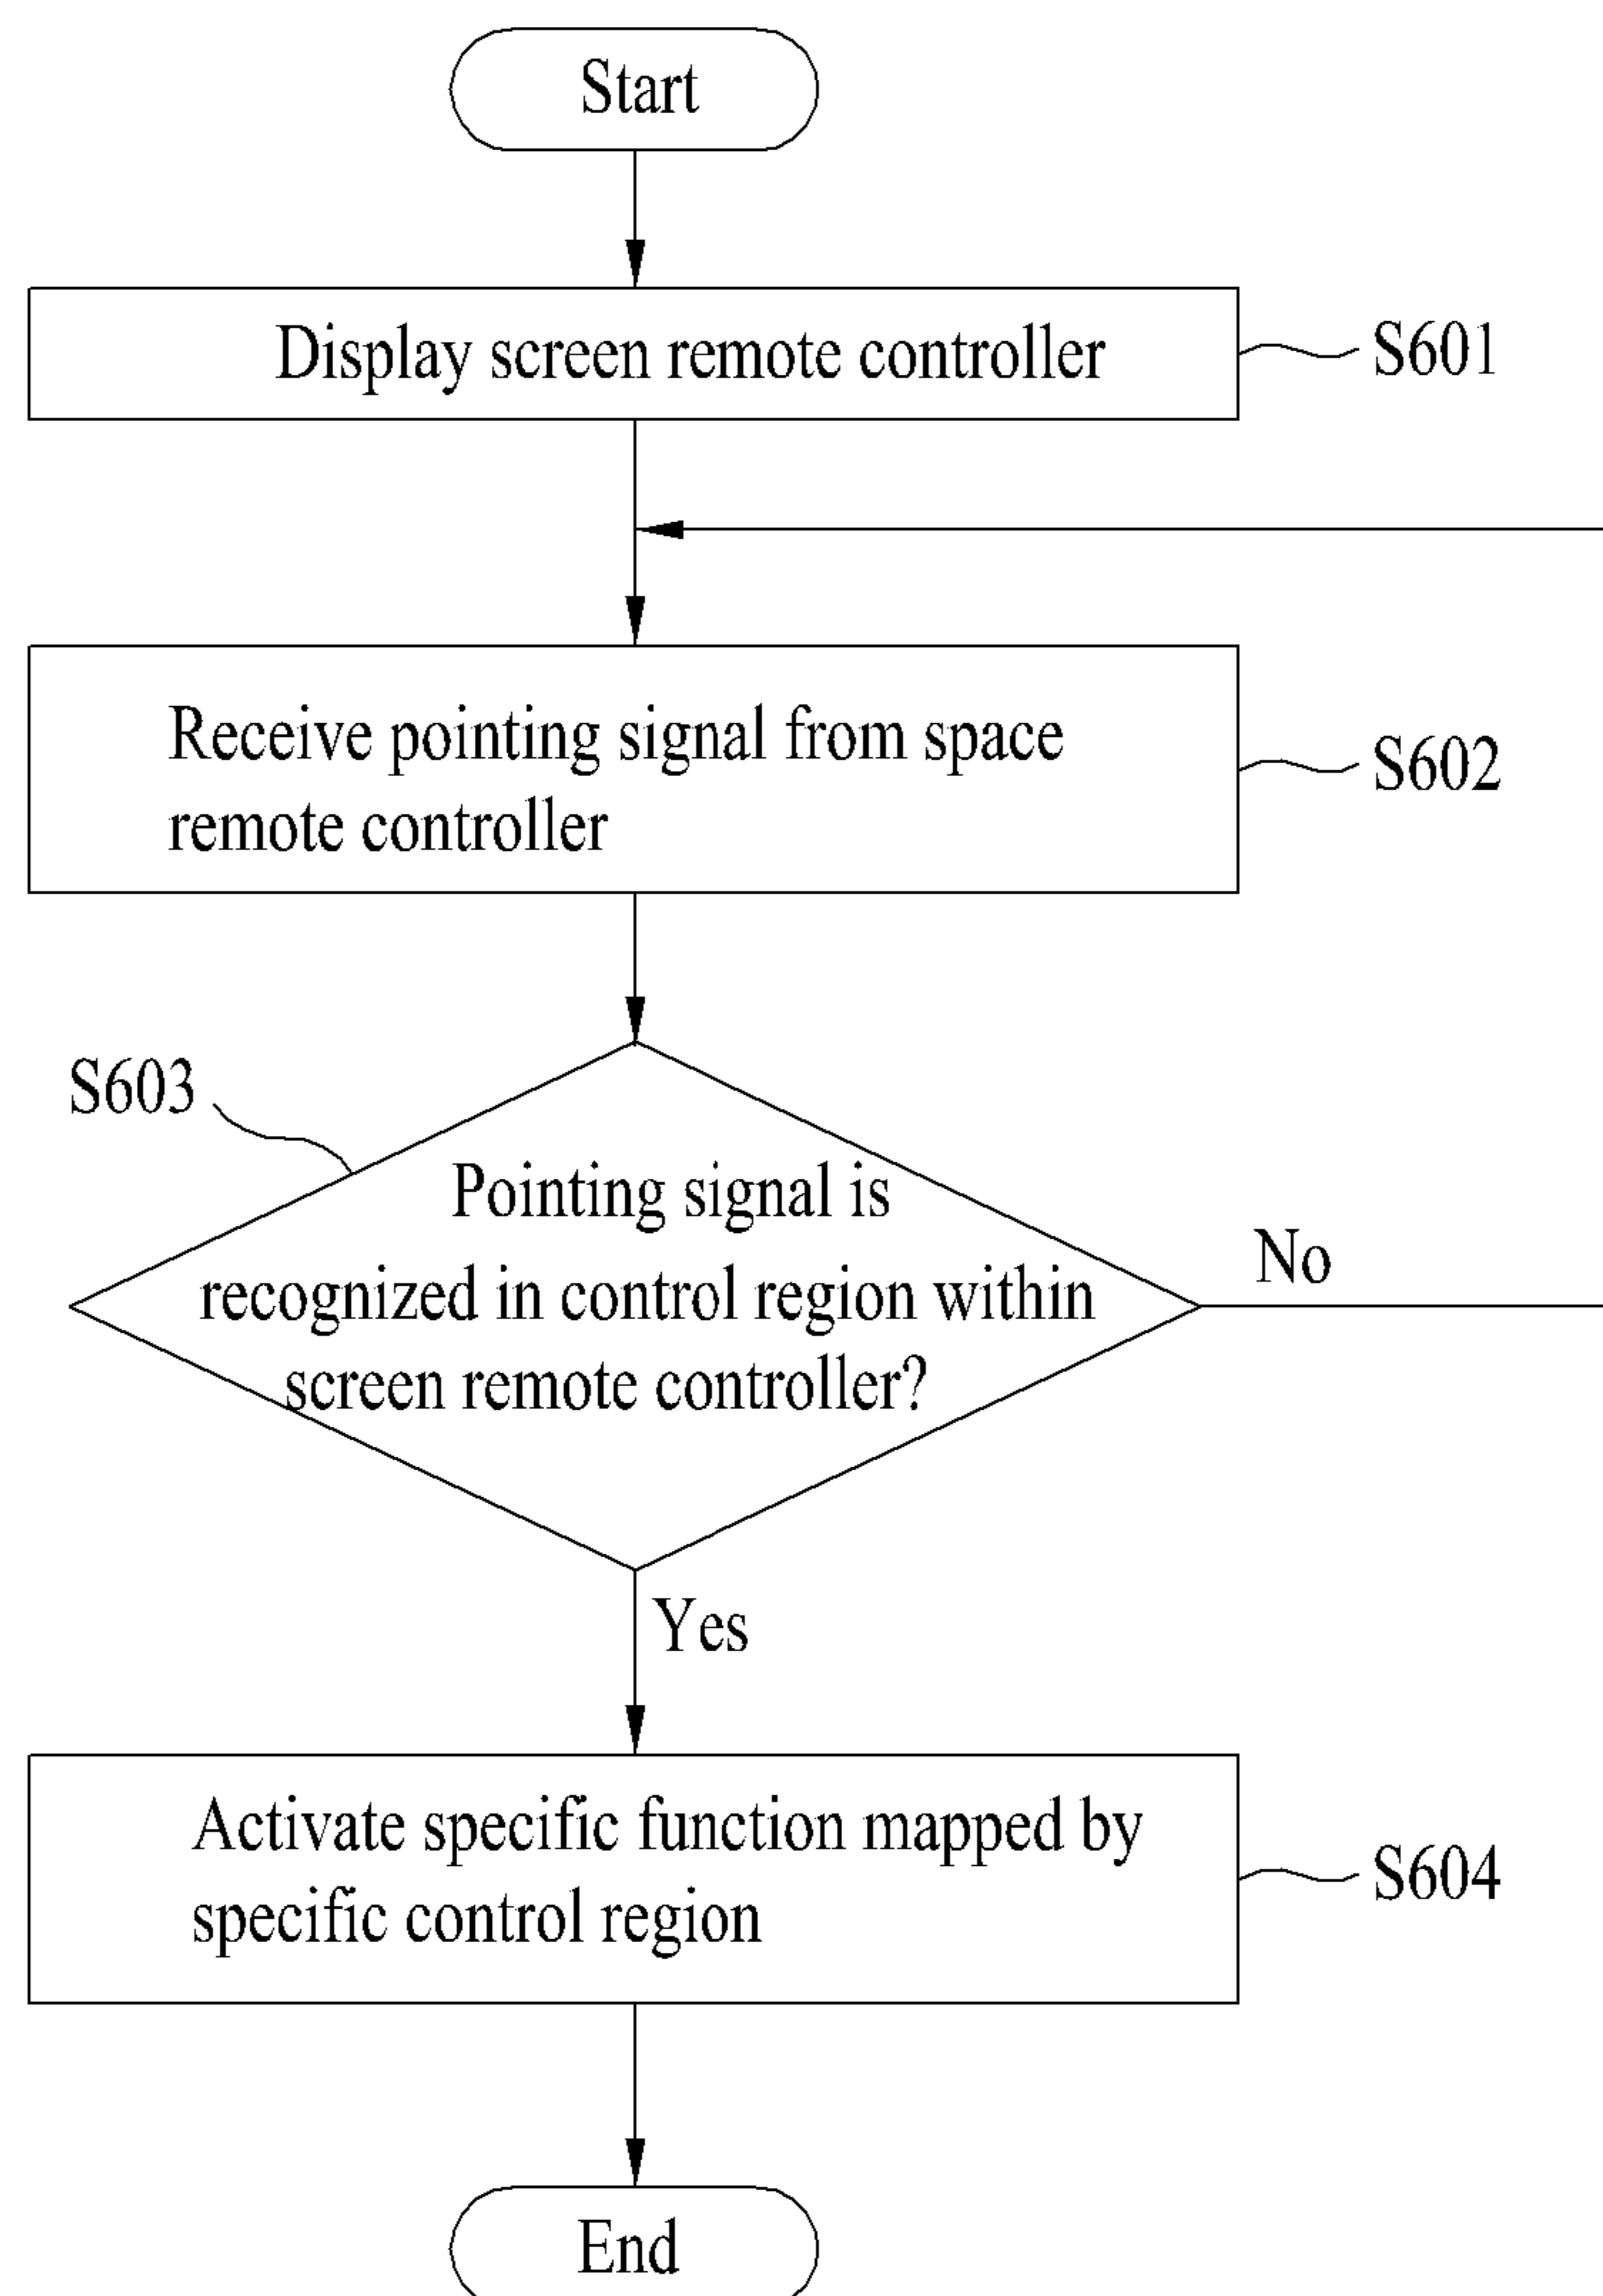 Start
Display screen remote controller
S601
Receive pointing signal from space
remote controller
S602
S603
Pointing signal is
recognized in control region within
screen remote controller?
No
Yes
Activate specific function mapped by
specific control region
S604
End